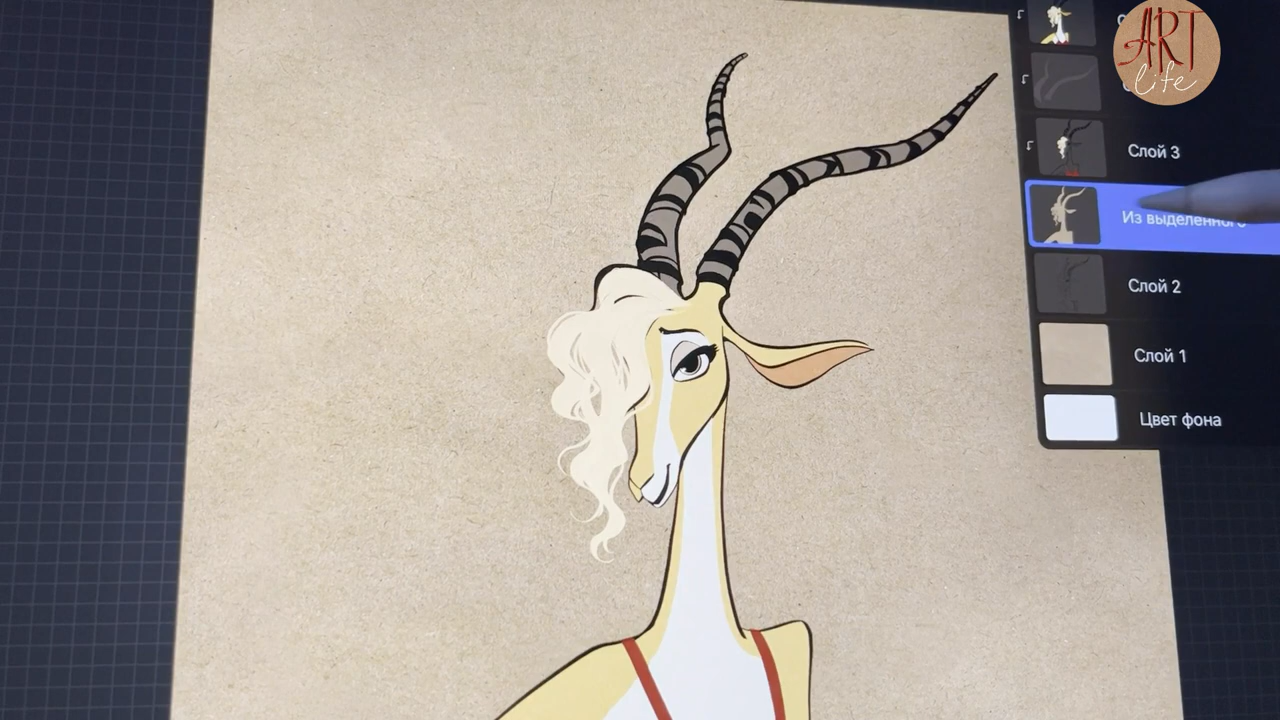 ART
life
Слой 3
Из выделенного
Слой 2
Слой 1
Цвет фона